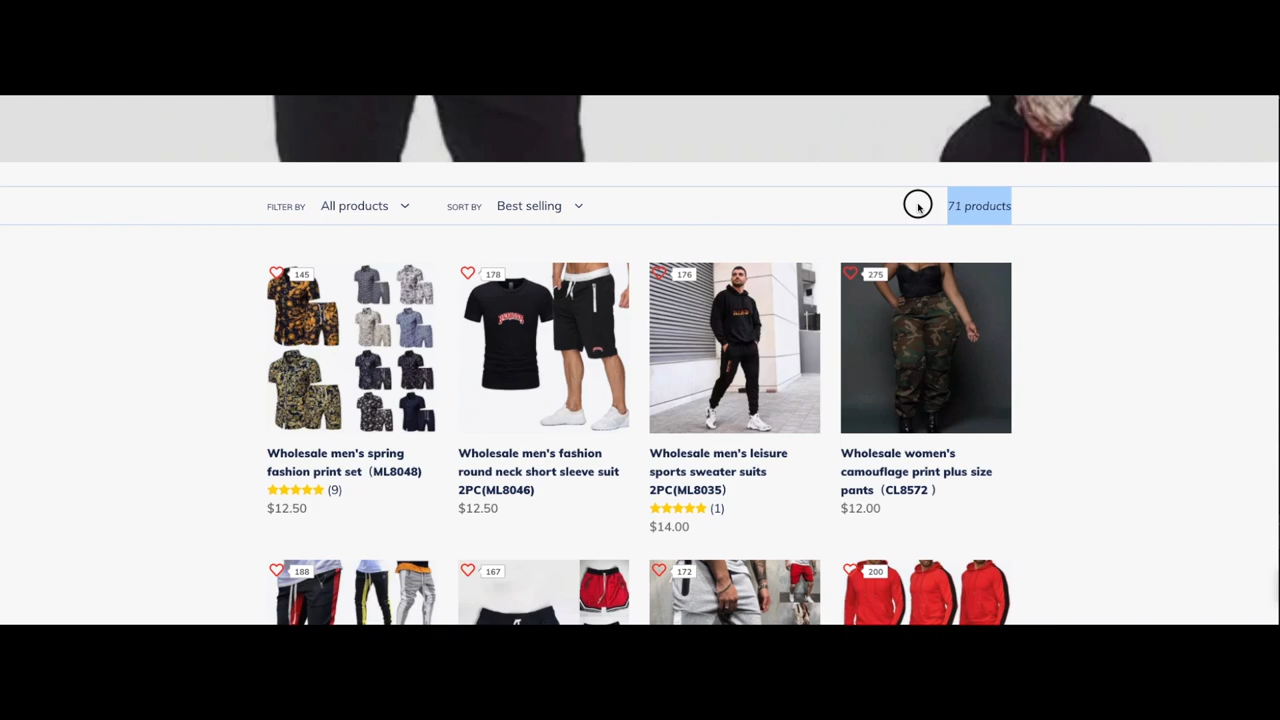 FILTER BY All products SORT BY Best selling 71 products
145 178 176 275
Wholesale men's spring
fashion print set（ML8048)
(9)
$12.50
Wholesale men's fashion
round neck short sleeve suit
2PC(ML8046)
$12.50
Wholesale men's leisure
sports sweater suits
2PC(ML8035）
(1)
$14.00
Wholesale women's
camouflage print plus size
pants（CL8572 ）
$12.00
188 167 172 200